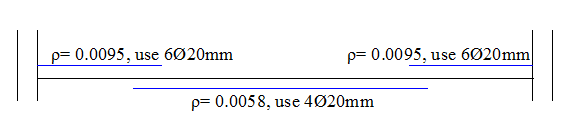 ρ= 0.0095, use 6Ø20mm
ρ= 0.0095, use 6Ø20mm
ρ= 0.0058, use 4Ø20mm